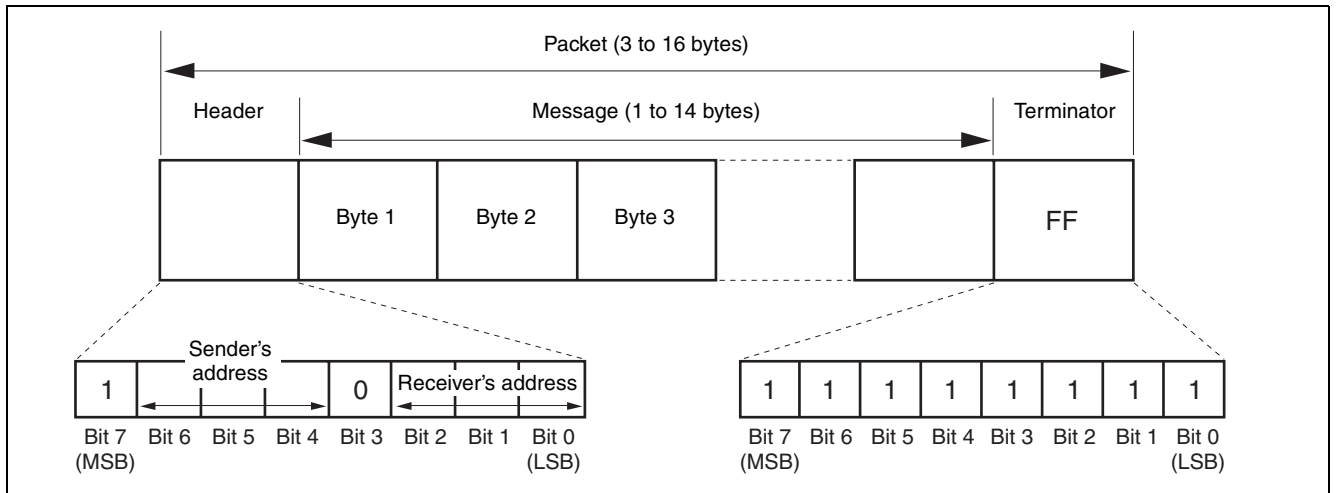 Packet (3 to 16 bytes)
Header
Message (1 to 14 bytes)
Terminator
Byte 1
Byte 2
Byte 3
FF
Sender's
address
1
0
Receiver's address
Bit 7 Bit 6 Bit 5 Bit 4 Bit 3 Bit 2 Bit 1 Bit 0
(MSB) (LSB)
1 1 1 1 1 1 1 1
Bit 7 Bit 6 Bit 5 Bit 4 Bit 3 Bit 2 Bit 1 Bit 0
(MSB) (LSB)